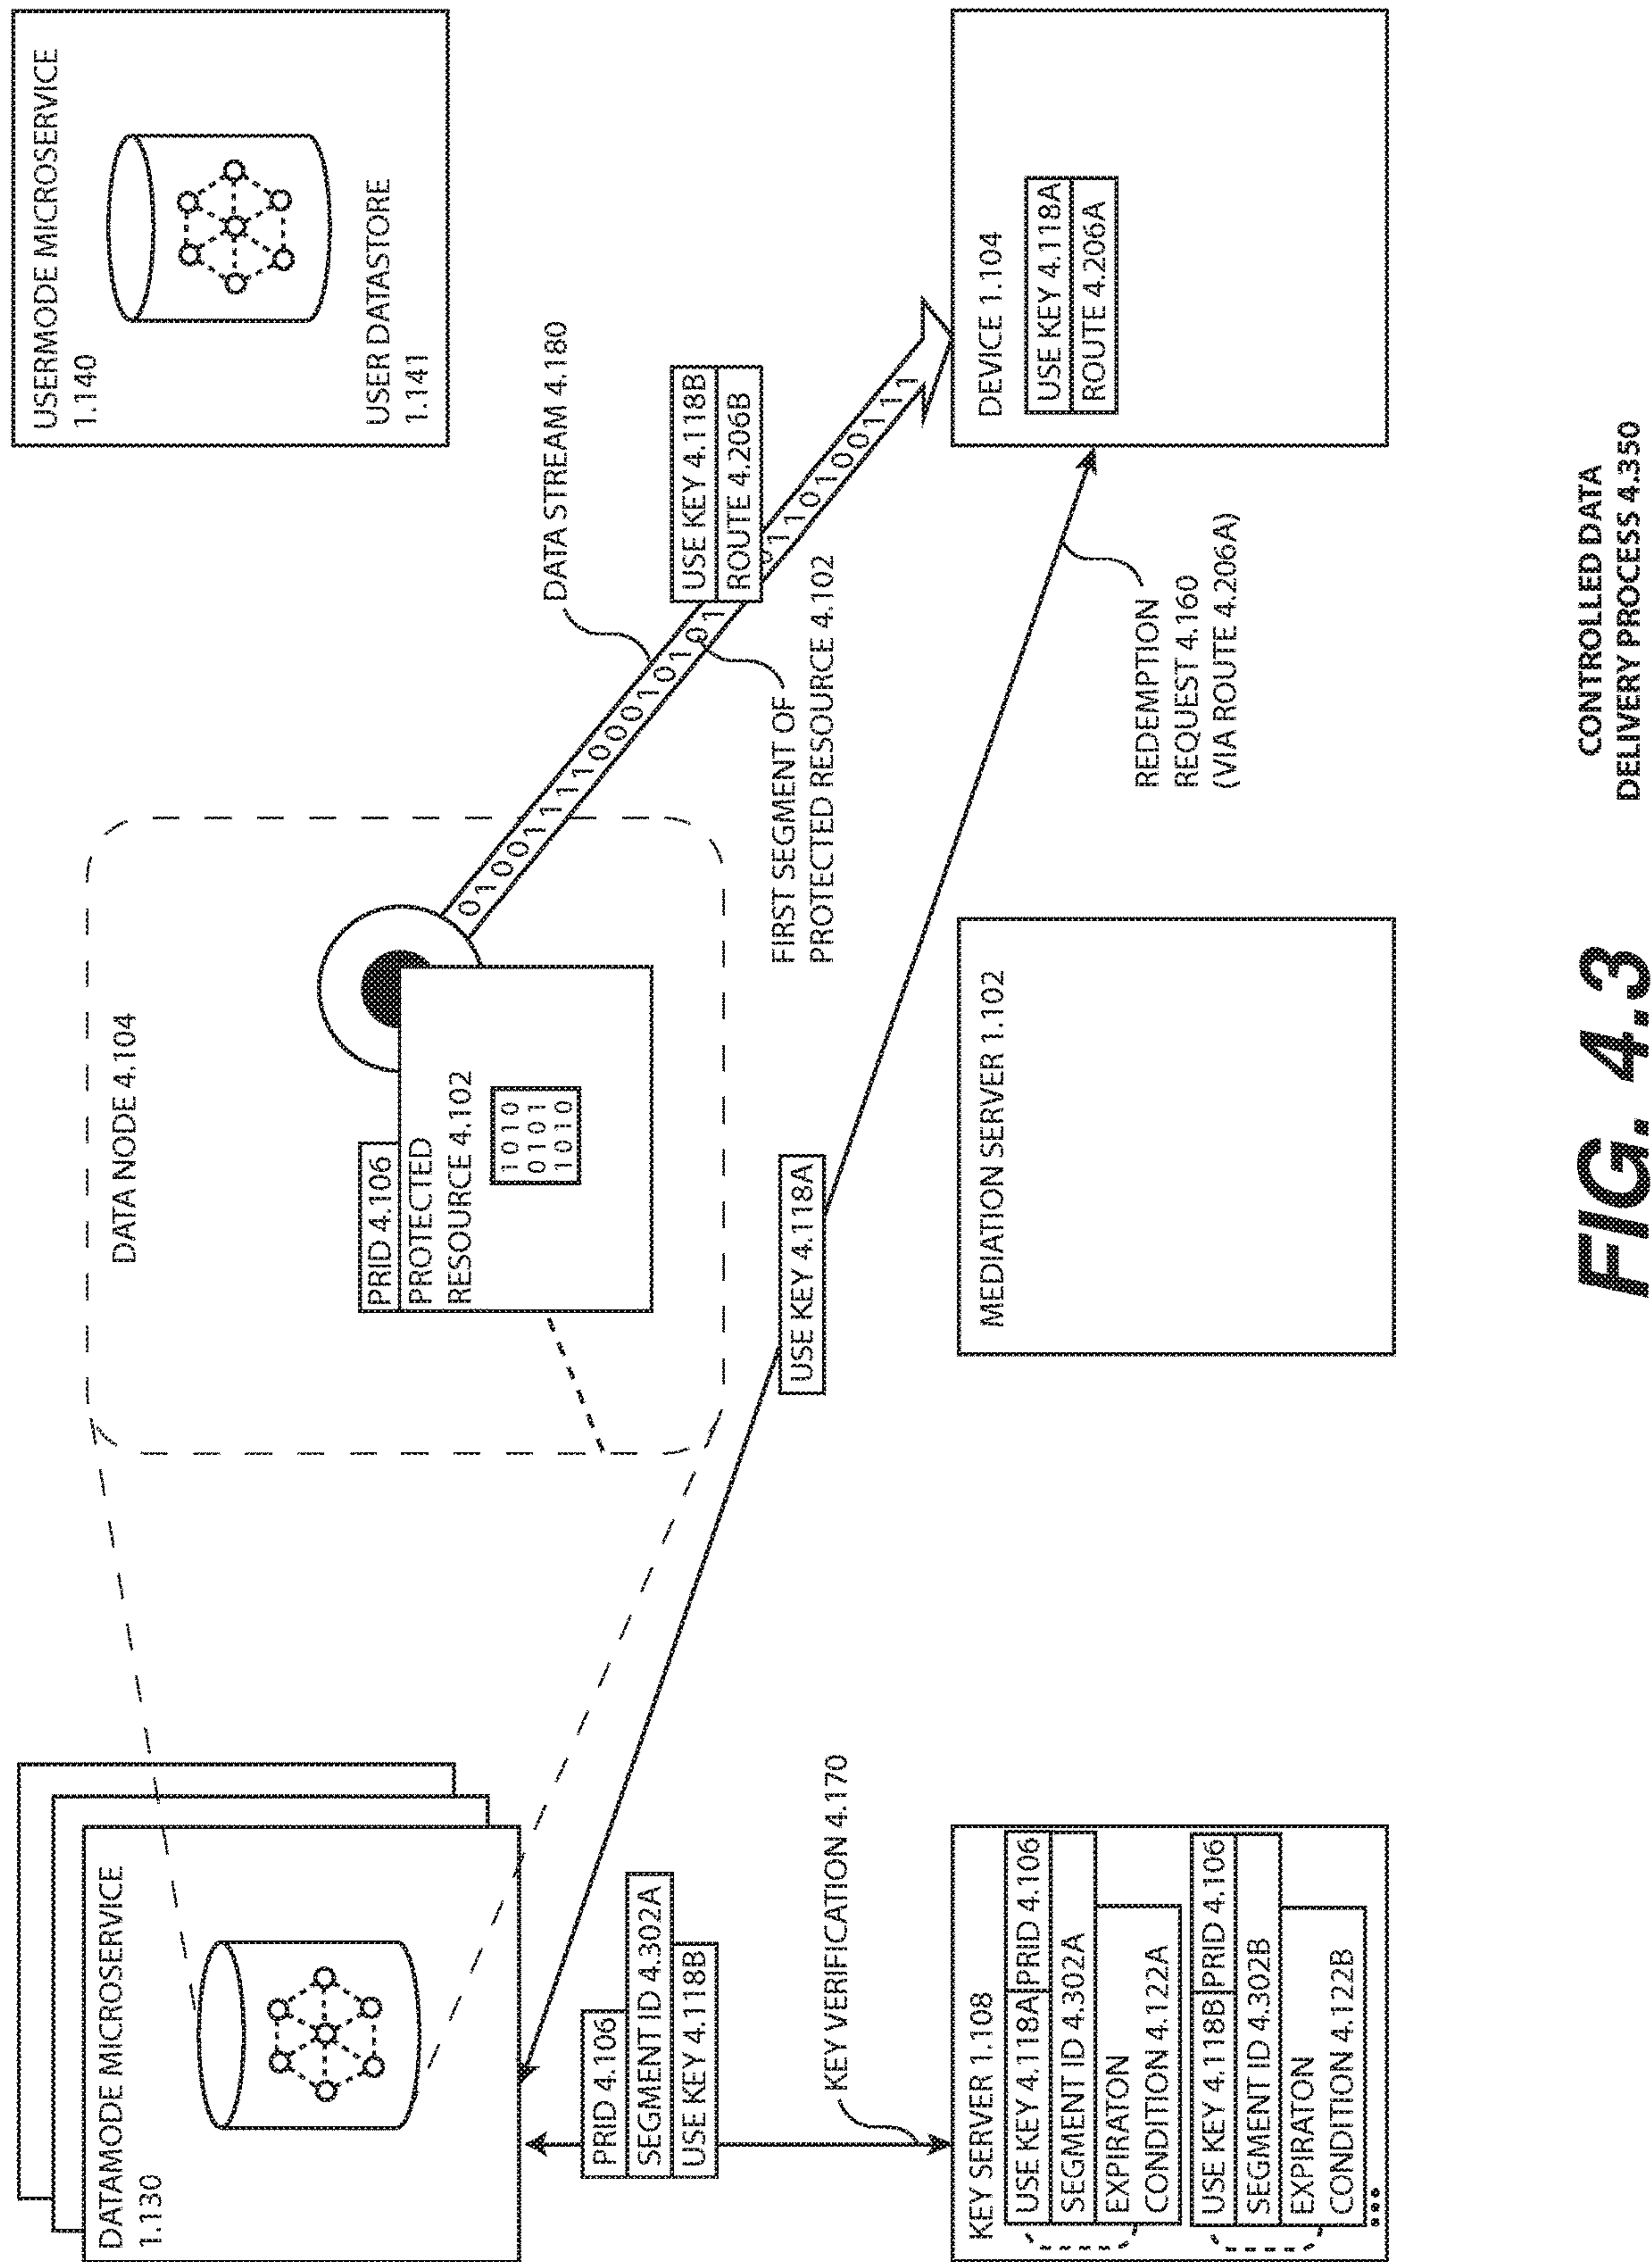 DATAMODE MICROSERVICE
1.130
DATA NODE 4.104
PRID 4.106
PROTECTED
RESOURCE 4.102
1010
0101
1010
USERMODE MICROSERVICE
1.140
USER DATASTORE
1.141
DATA STREAM 4.180
0100111100010101
USE KEY 4.118B
ROUTE 4.206B
0110100111
FIRST SEGMENT OF
PROTECTED RESOURCE 4.102
PRID 4.106
SEGMENT ID 4.302A
USE KEY 4.118B
USE KEY 4.118A
KEY VERIFICATION 4.170
REDEMPTION
REQUEST 4.160
(VIA ROUTE 4.206A)
KEY SERVER 1.108
USE KEY 4.118A PRID 4.106
SEGMENT ID 4.302A
EXPIRATON
CONDITION 4.122A
USE KEY 4.118B PRID 4.106
SEGMENT ID 4.302B
EXPIRATON
CONDITION 4.122B
...
MEDIATION SERVER 1.102
DEVICE 1.104
USE KEY 4.118A
ROUTE 4.206A
FIG. 4.3
CONTROLLED DATA
DELIVERY PROCESS 4.350